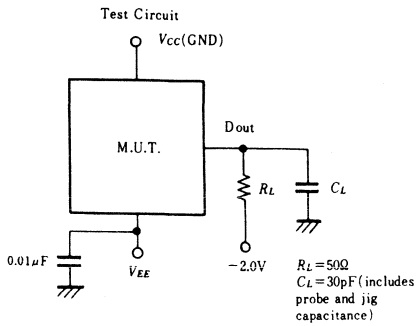 Test Circuit
VCC(GND)
M.U.T.
Dout
RL
CL
0.01μF
VEE
−2.0V
RL=50Ω
CL=30pF(includes
probe and jig
capacitance)